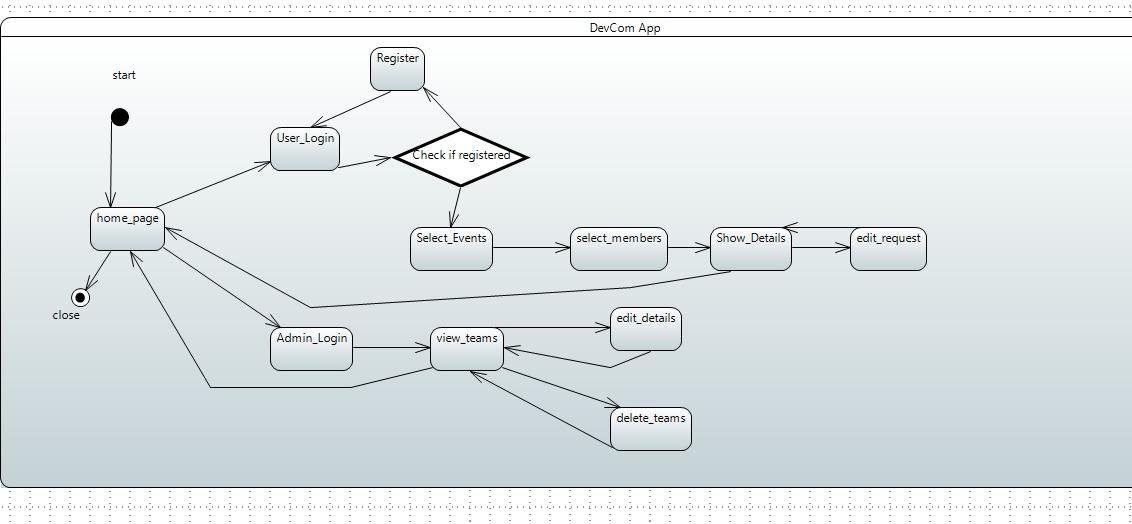 DevCom App
start
Register
User_Login
Check if registered
home_page
Select_Events
select_members
Show_Details
edit_request
close
Admin_Login
view_teams
edit_details
delete_teams